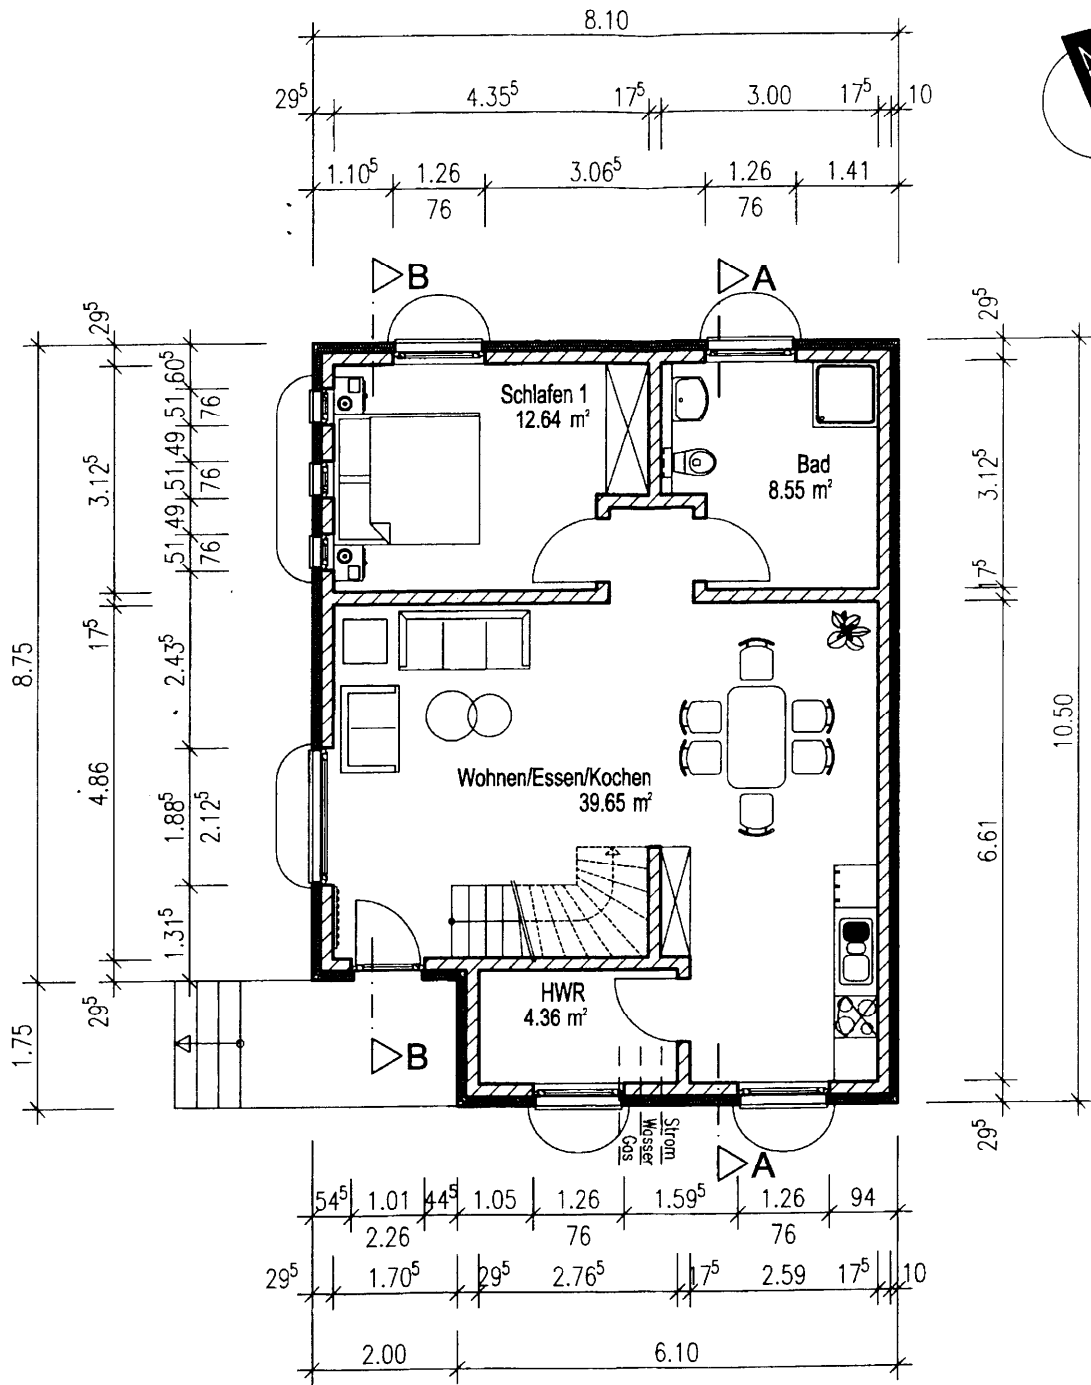 8.10
29⁵ 4.35⁵ 17⁵ 3.00 17⁵ 10
1.10⁵ 1.26 3.06⁵ 1.26 1.41
76 76
B A
29⁵ 29⁵
60⁵
51 76
49
51 76
49
51 76
3.12⁵ 3.12⁵
Schlafen 1
12.64 m²
Bad
8.55 m²
17⁵ 17⁵
8.75 2.43⁵
10.50
4.86
Wohnen/Essen/Kochen
39.65 m²
1.88⁵
2.12⁵
6.61
1.31⁵
HWR
4.36 m²
29⁵
1.75
B
29⁵
Strom
Wasser
Gas
A
54⁵ 1.01 44⁵ 1.05 1.26 1.59⁵ 1.26 94
2.26 76 76
29⁵ 1.70⁵ 29⁵ 2.76⁵ 17⁵ 2.59 17⁵ 10
2.00 6.10